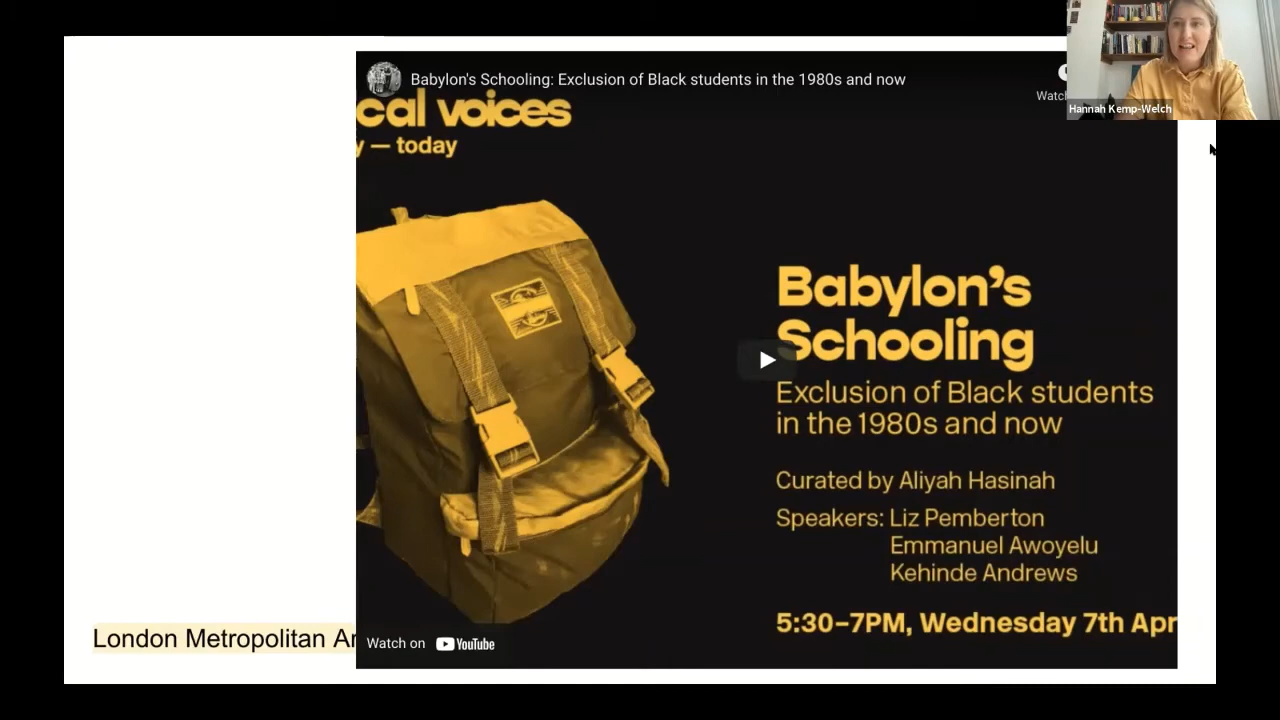 Babylon's Schooling: Exclusion of Black students in the 1980s and now
Watc
Hannah Kemp-Welch
cal voices
y — today
Babylon's
Schooling
Exclusion of Black students
in the 1980s and now
Curated by Aliyah Hasinah
Speakers: Liz Pemberton
Emmanuel Awoyelu
Kehinde Andrews
5:30–7PM, Wednesday 7th Apr
London Metropolitan Ar
Watch on YouTube